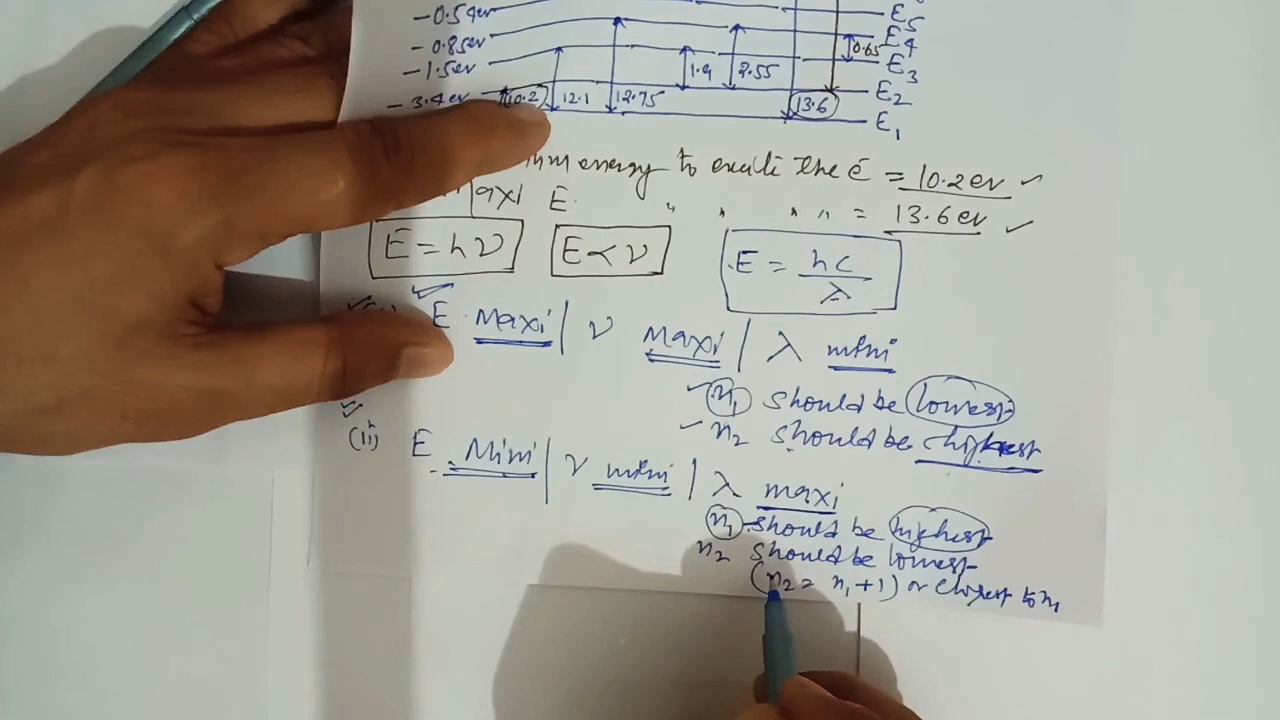 -0.54ev E5
-0.85ev E4
0.65
-1.5ev E3
1.9 2.55
-3.4ev 10.2 12.1 12.75 13.6 E2
E1
energy to excite the e⁻ = 10.2ev ✓
Maxi E " " " " = 13.6ev ✓
E = hν E ∝ ν E = hc/λ
E Maxi | ν Maxi | λ mini
n1 should be lowest
n2 should be highest
(ii) E Mini | ν mini | λ maxi
n1 should be highest
n2 should be lowest
(n2 = n1 + 1) or closest to n1